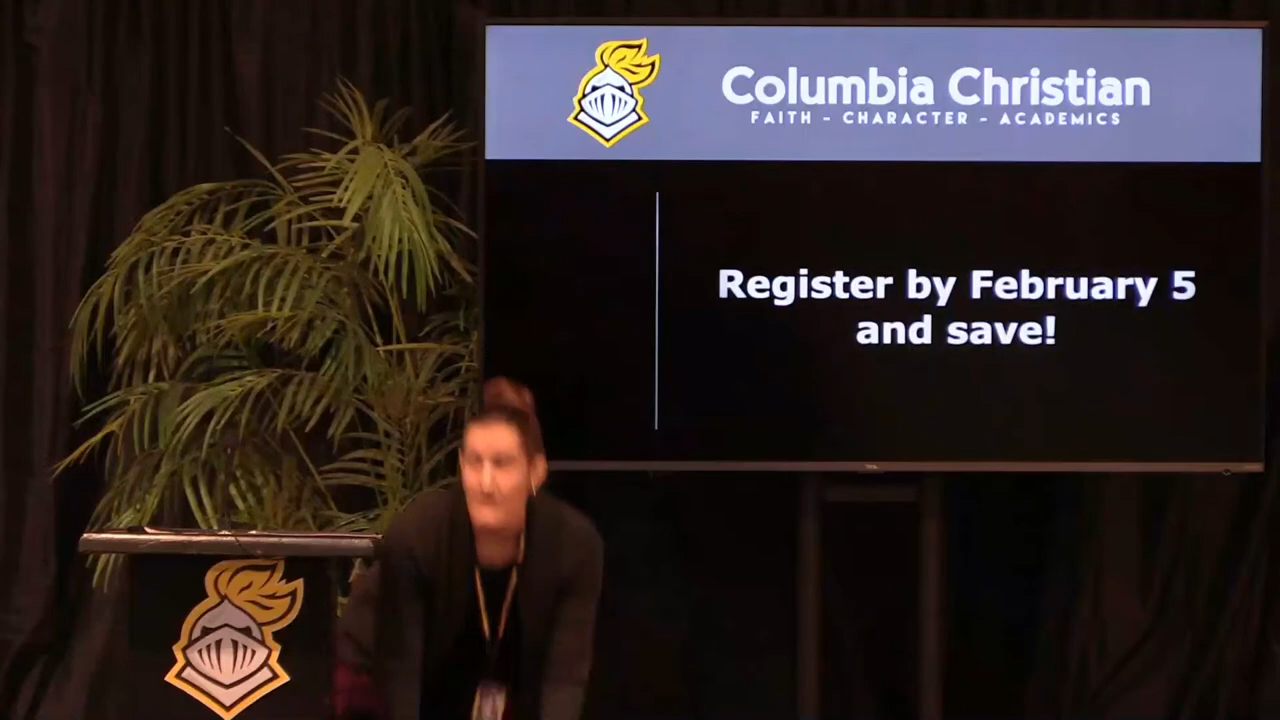 Columbia Christian
FAITH - CHARACTER - ACADEMICS
Register by February 5
and save!